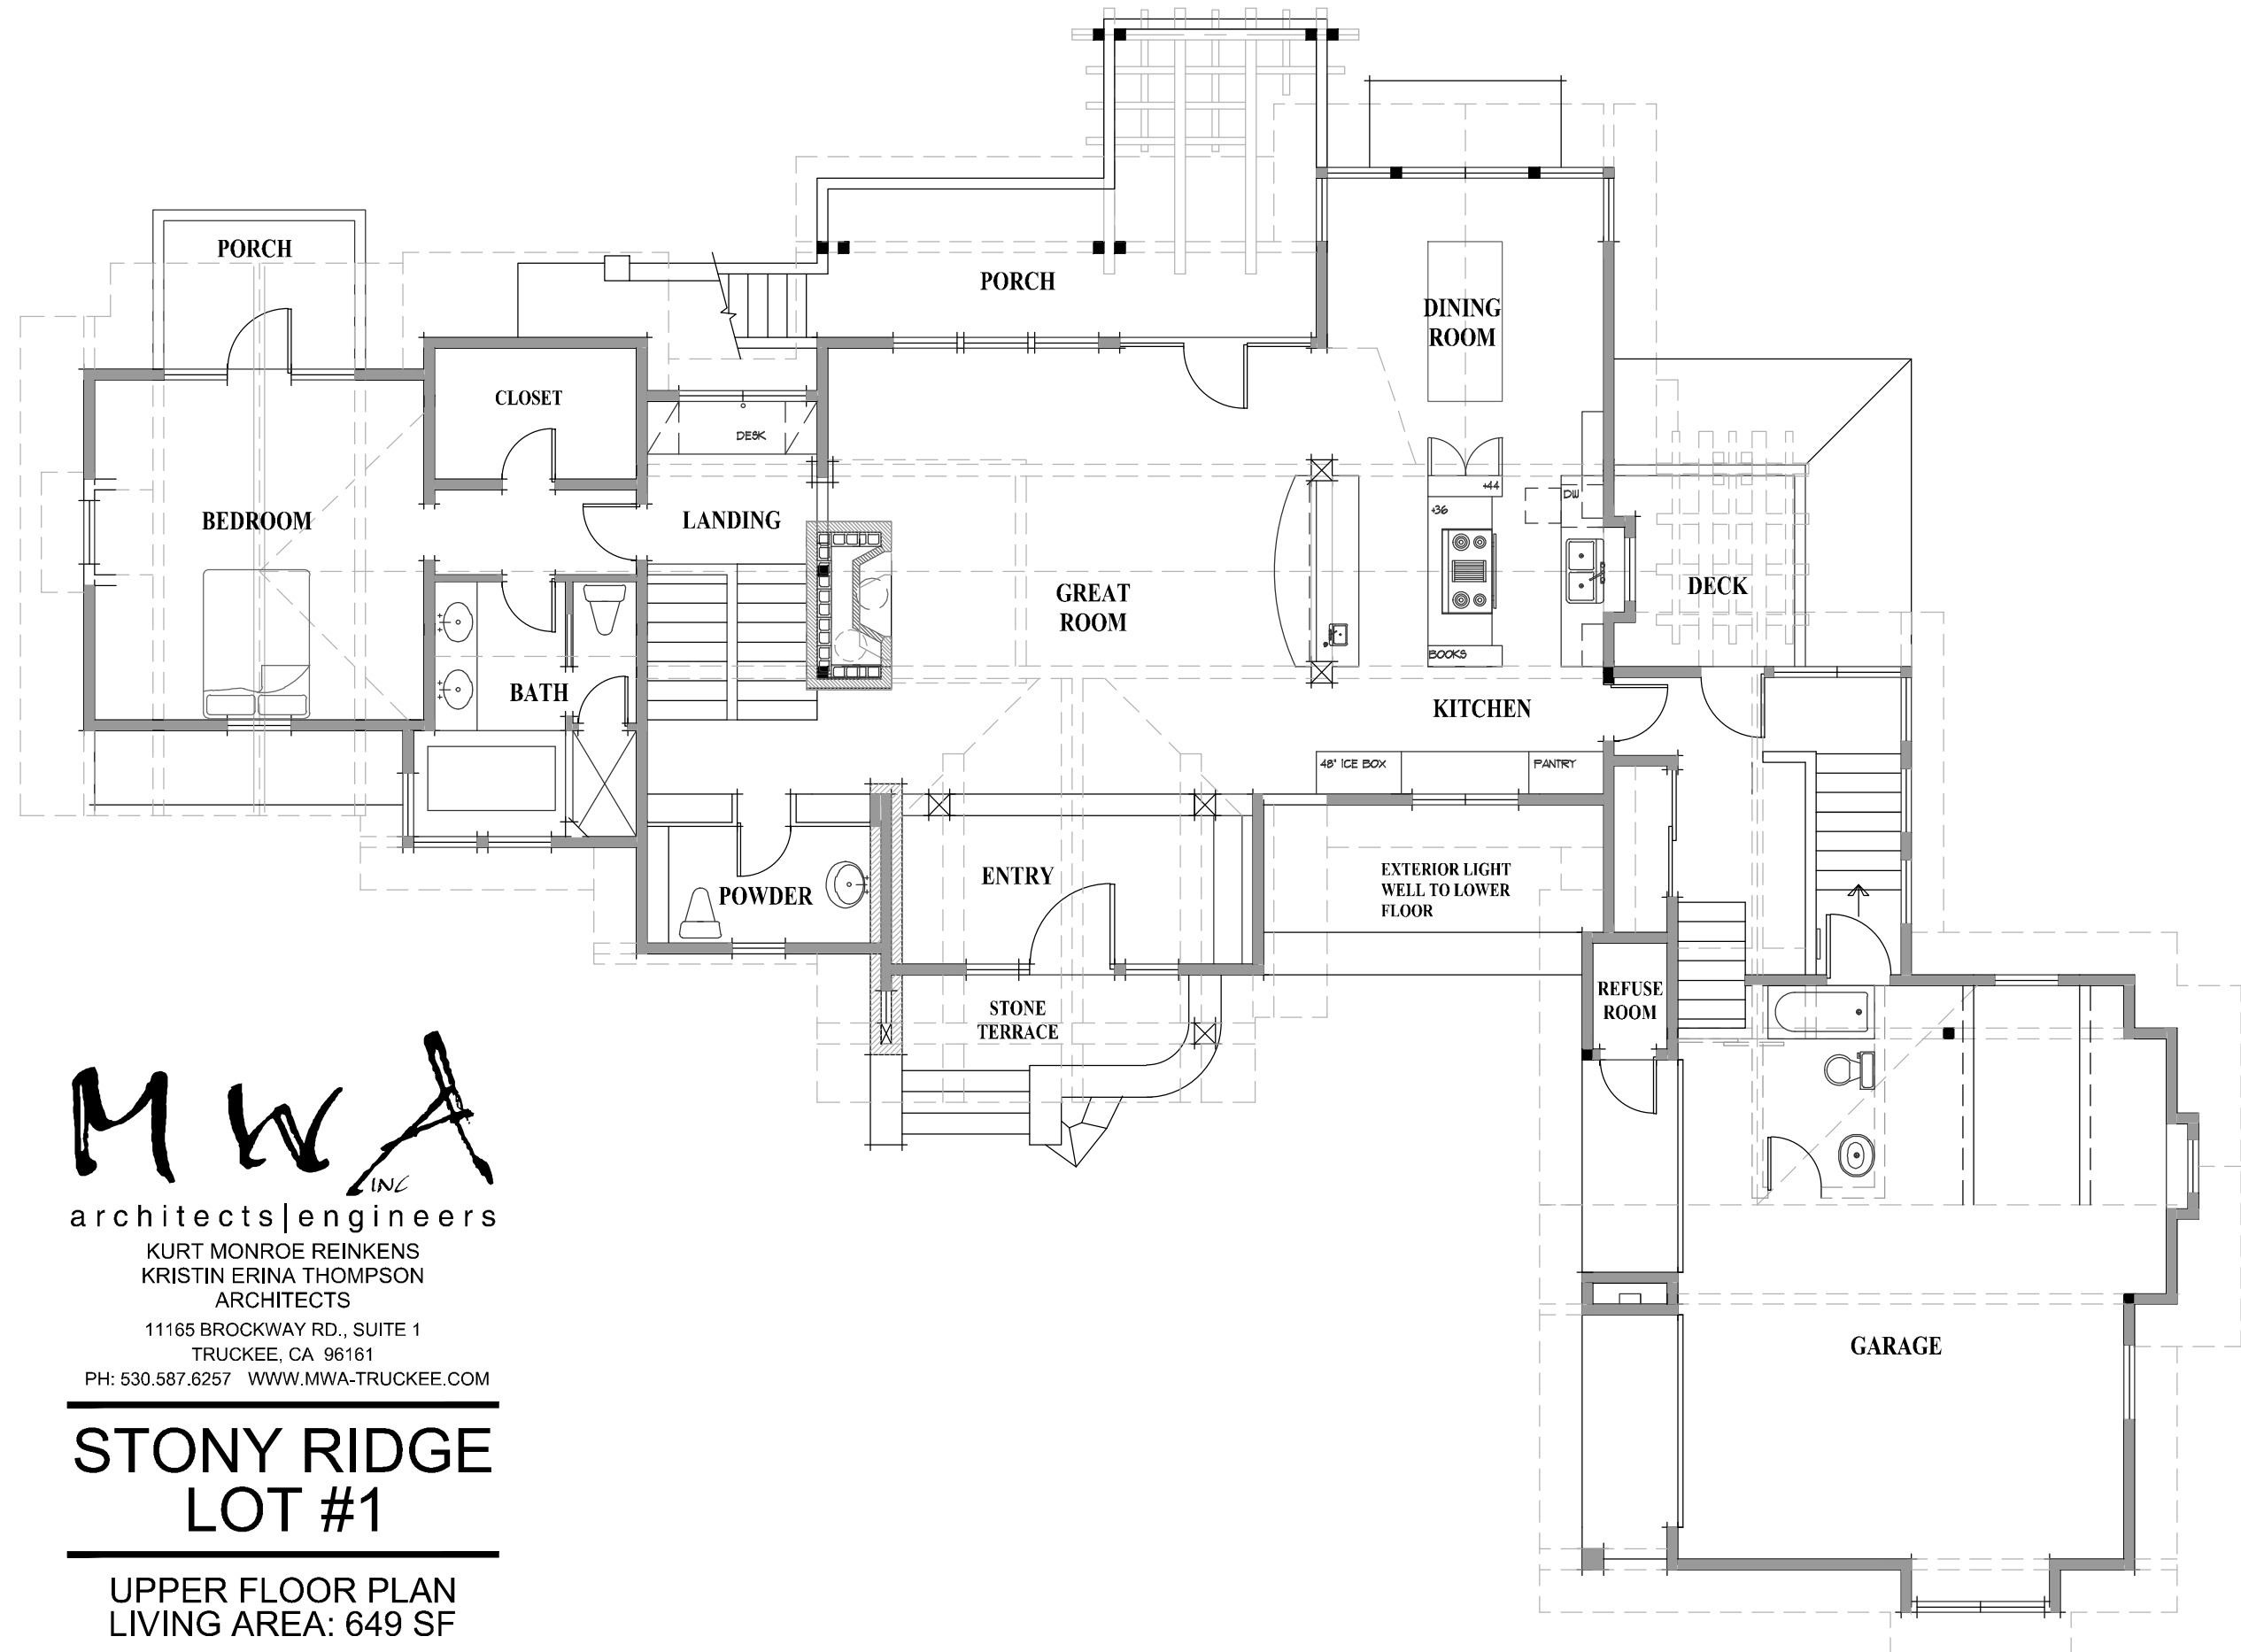 PORCH
PORCH
DINING
ROOM
CLOSET
DESK
+44
DW
+36
BEDROOM
LANDING
GREAT
ROOM
DECK
BOOKS
BATH
KITCHEN
48" ICE BOX
PANTRY
ENTRY
POWDER
EXTERIOR LIGHT
WELL TO LOWER
FLOOR
REFUSE
ROOM
STONE
TERRACE
GARAGE
MWA
INC
architects|engineers
KURT MONROE REINKENS
KRISTIN ERINA THOMPSON
ARCHITECTS
11165 BROCKWAY RD., SUITE 1
TRUCKEE, CA 96161
PH: 530.587.6257 WWW.MWA-TRUCKEE.COM
STONY RIDGE
LOT #1
UPPER FLOOR PLAN
LIVING AREA: 649 SF